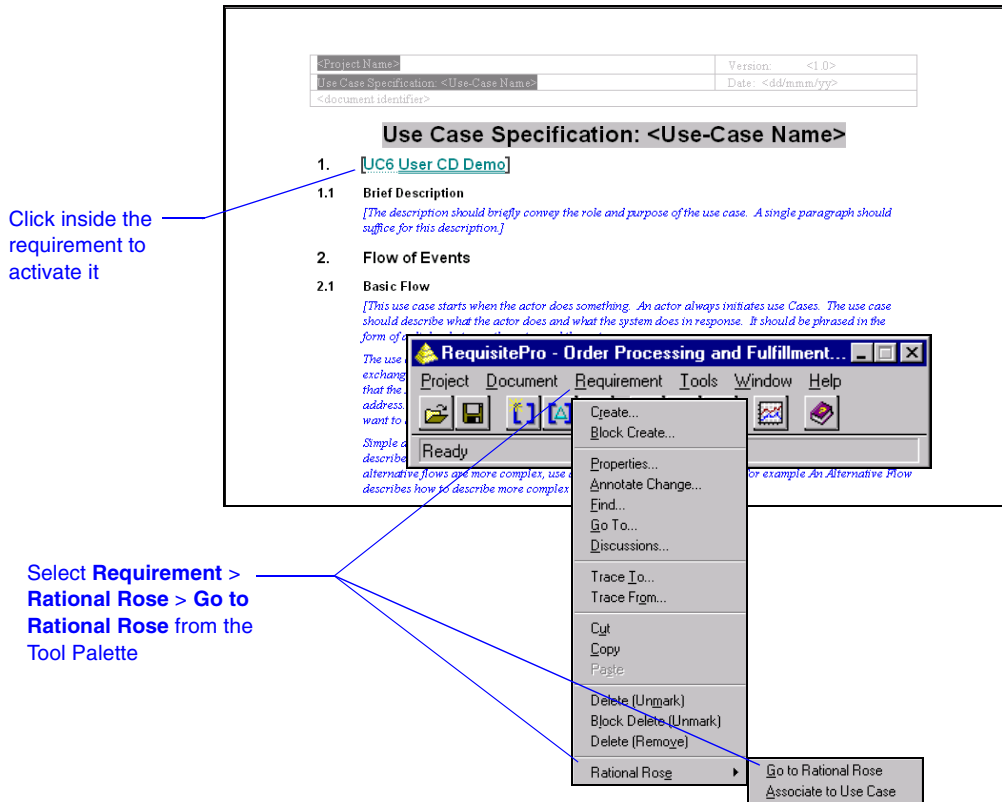 <Project Name>
Version: <1.0>
Use Case Specification: <Use-Case Name>
Date: <dd/mmm/yy>
<document identifier>
Use Case Specification: <Use-Case Name>
1. [UC6 User CD Demo]
1.1 Brief Description
[The description should briefly convey the role and purpose of the use case. A single paragraph should
suffice for this description.]
2. Flow of Events
2.1 Basic Flow
[This use case starts when the actor does something. An actor always initiates use Cases. The use case
should describe what the actor does and what the system does in response. It should be phrased in the
form of a
The use
exchang
that the
address.
want to
Simple a
describe
alternative flows are more complex, use or example An Alternative Flow
describes how to describe more complex
Click inside the
requirement to
activate it
RequisitePro - Order Processing and Fulfillment...
Project Document Requirement Tools Window Help
Ready
Create...
Block Create...
Properties...
Annotate Change...
Find...
Go To...
Discussions...
Trace To...
Trace From...
Cut
Copy
Paste
Delete (Unmark)
Block Delete (Unmark)
Delete (Remove)
Rational Rose
Go to Rational Rose
Associate to Use Case
Select Requirement >
Rational Rose > Go to
Rational Rose from the
Tool Palette